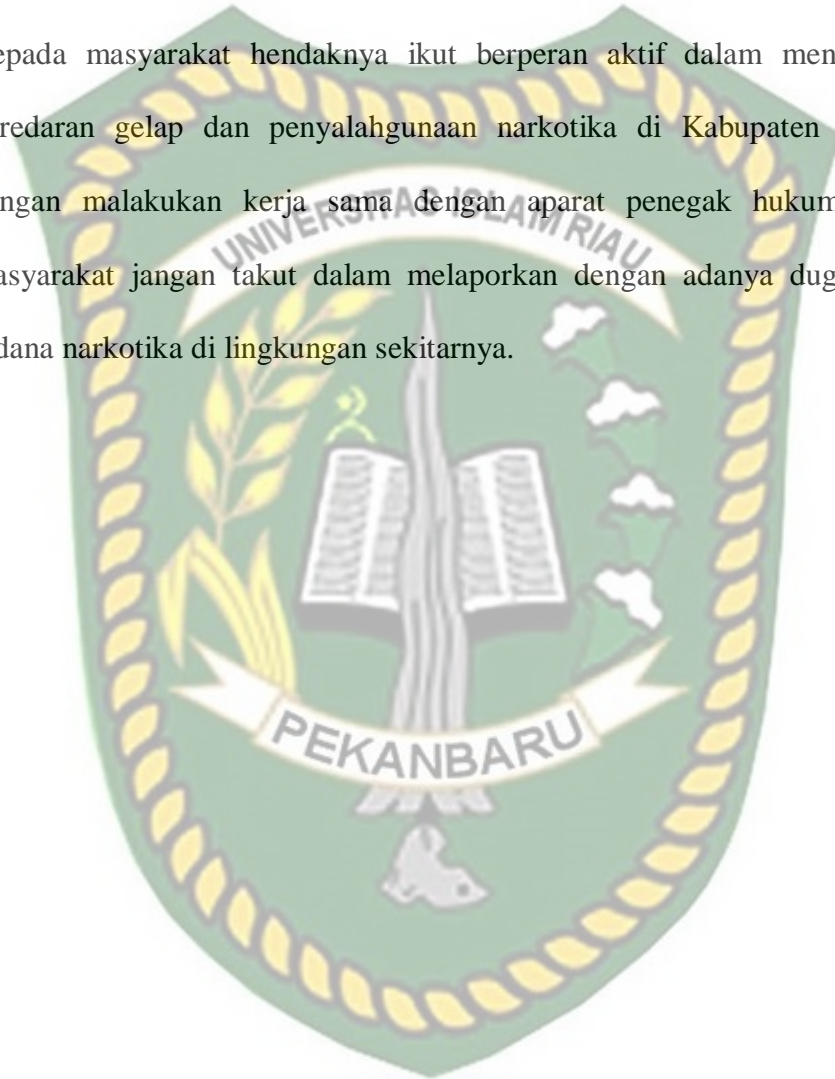 epada masyarakat hendaknya ikut berperan aktif dalam men
redaran gelap dan penyalahgunaan narkotika di Kabupaten
ngan malakukan kerja sama dengan aparat penegak hukum
asyarakat jangan takut dalam melaporkan dengan adanya dug
dana narkotika di lingkungan sekitarnya.
UNIVERSITAS ISLAM RIAU
PEKANBARU